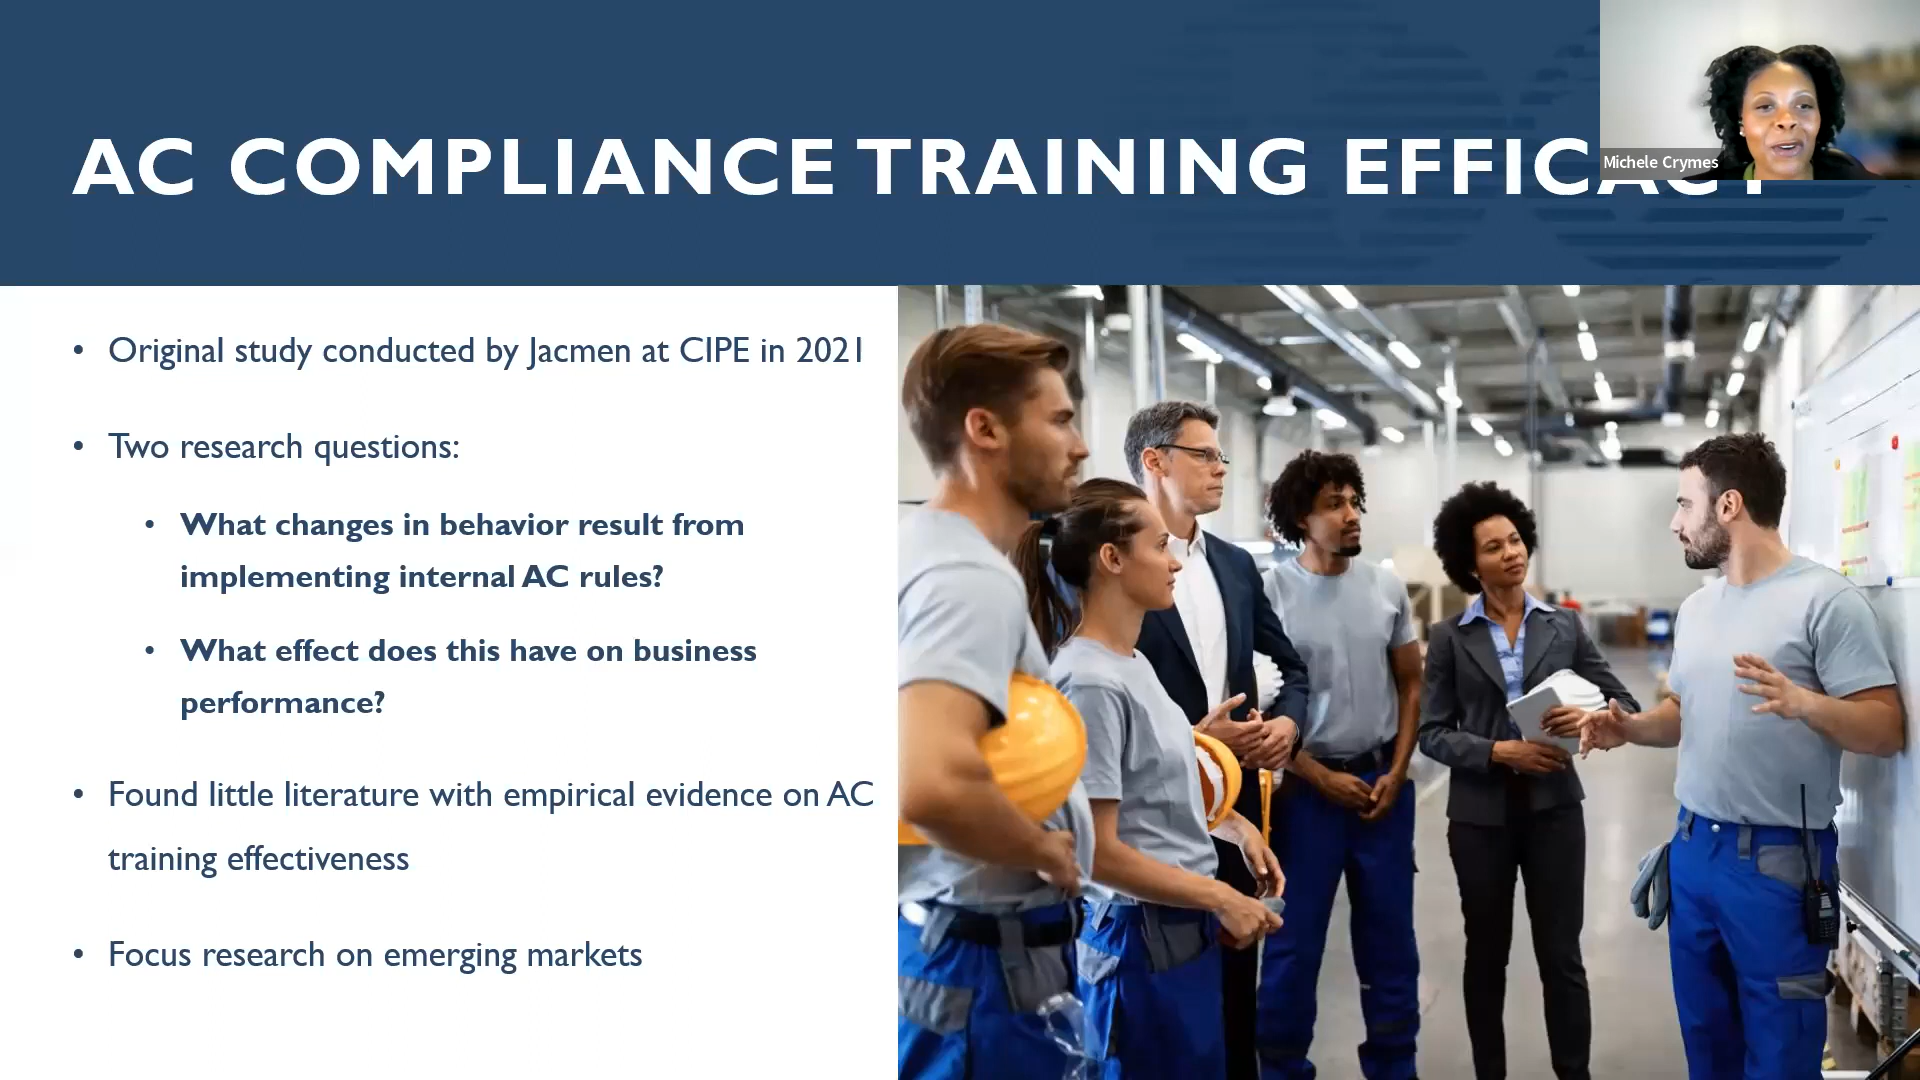 AC COMPLIANCE TRAINING EFFICACY
Michele Crymes
• Original study conducted by Jacmen at CIPE in 2021
• Two research questions:
• What changes in behavior result from
implementing internal AC rules?
• What effect does this have on business
performance?
• Found little literature with empirical evidence on AC
training effectiveness
• Focus research on emerging markets